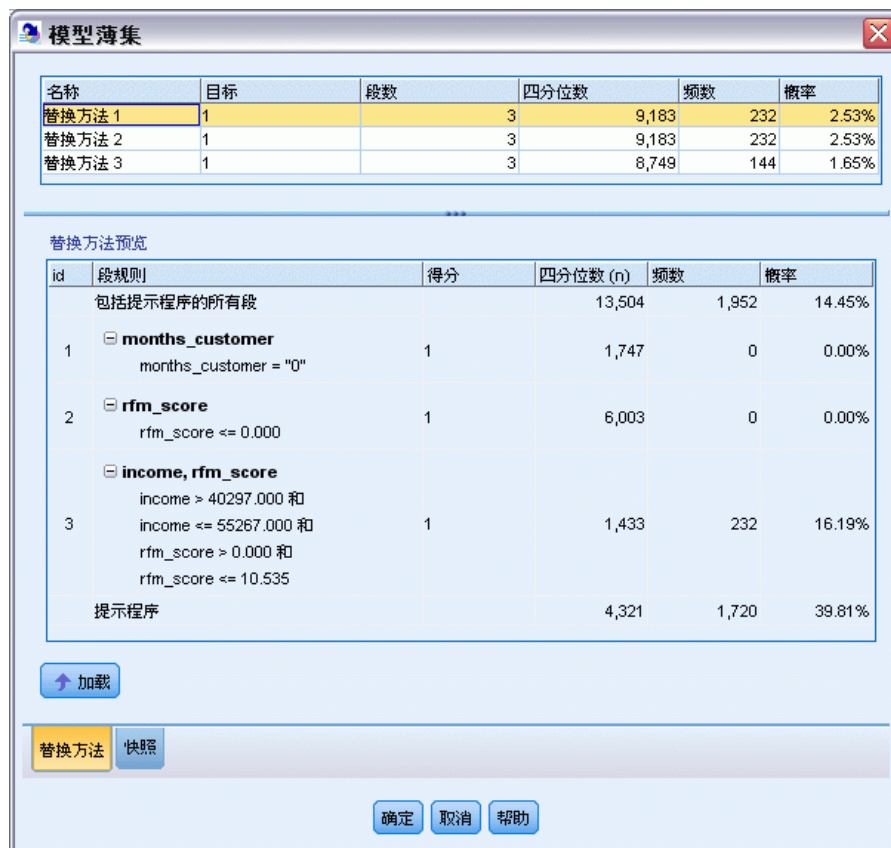 模型薄集
名称 目标 段数 四分位数 频数 概率
替换方法 1 1 3 9,183 232 2.53%
替换方法 2 1 3 9,183 232 2.53%
替换方法 3 1 3 8,749 144 1.65%
替换方法预览
id 段规则 得分 四分位数 (n) 频数 概率
包括提示程序的所有段 13,504 1,952 14.45%
months_customer
1 1 1,747 0 0.00%
months_customer = "0"
rfm_score
2 1 6,003 0 0.00%
rfm_score <= 0.000
income, rfm_score
income > 40297.000 和
3 income <= 55267.000 和 1 1,433 232 16.19%
rfm_score > 0.000 和
rfm_score <= 10.535
提示程序 4,321 1,720 39.81%
加载
替换方法 快照
确定 取消 帮助